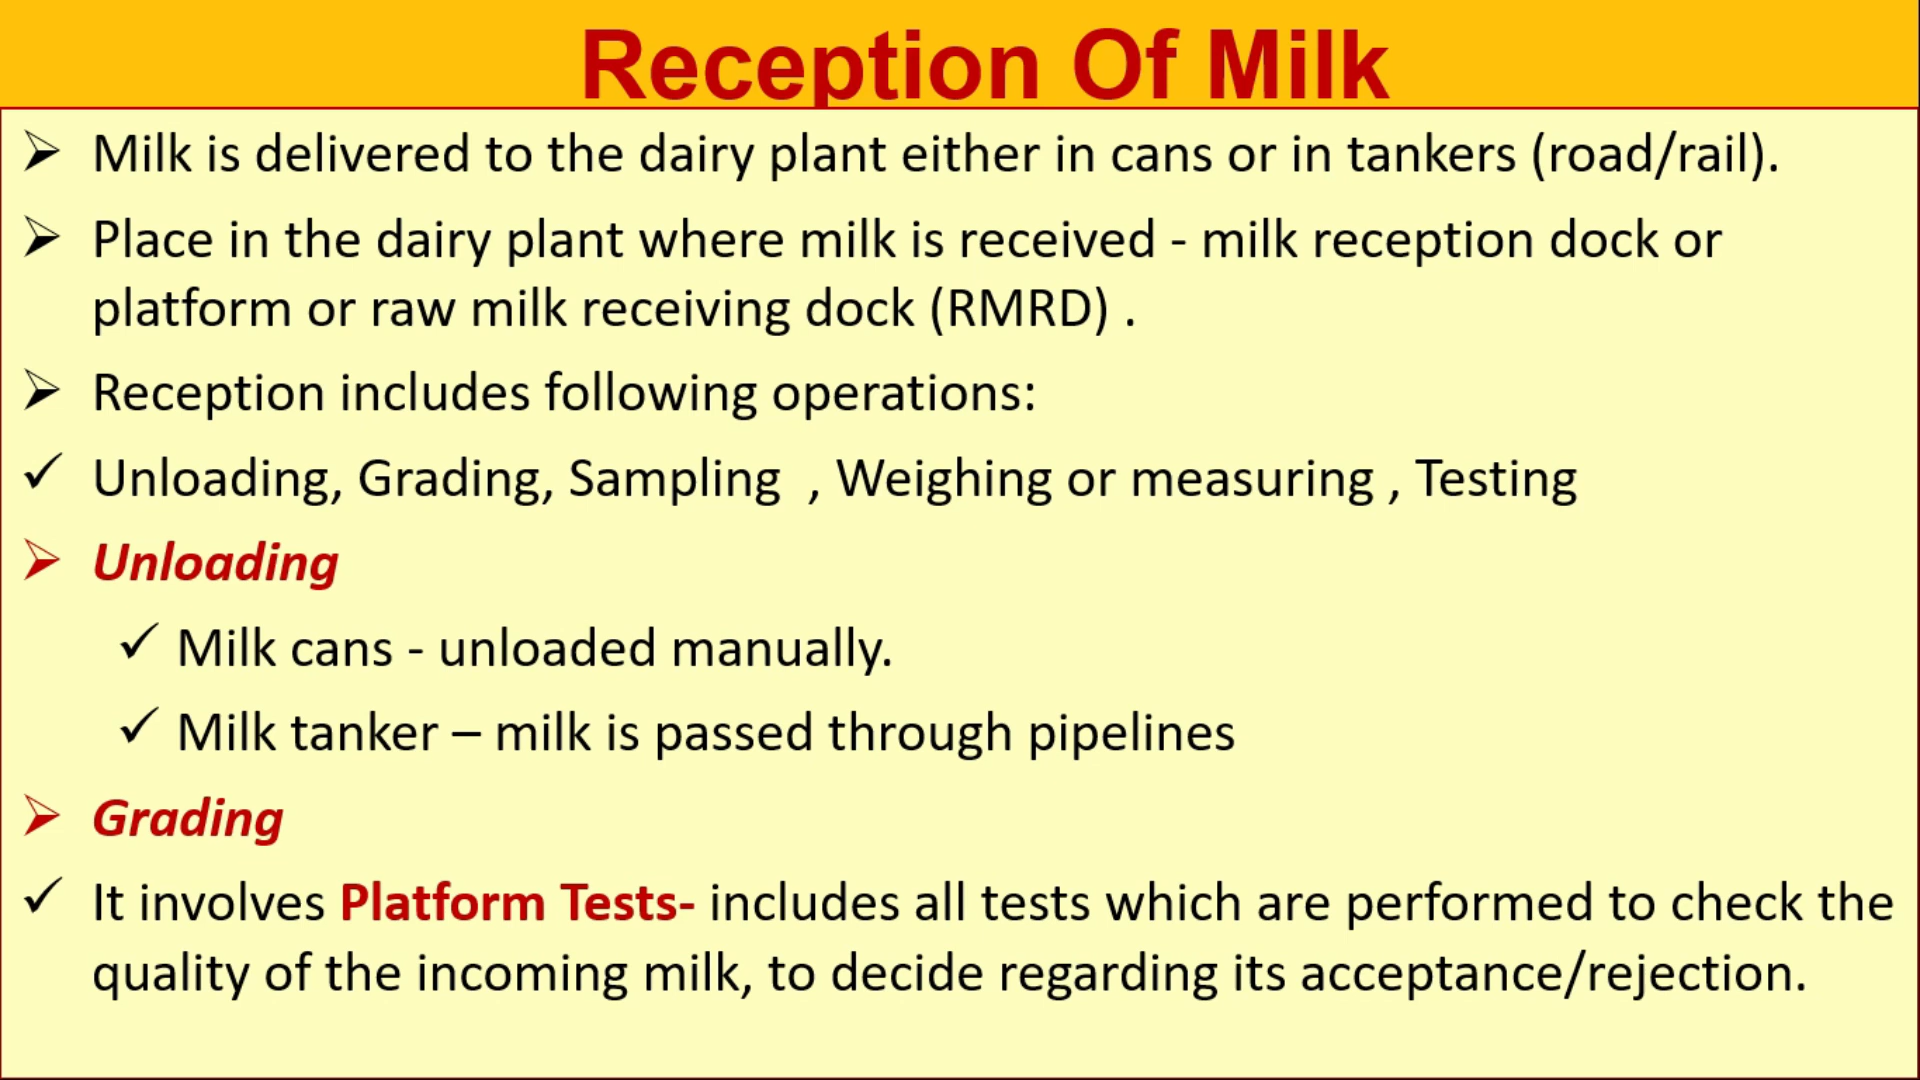 Reception Of Milk
➢ Milk is delivered to the dairy plant either in cans or in tankers (road/rail).
➢ Place in the dairy plant where milk is received - milk reception dock or
platform or raw milk receiving dock (RMRD) .
➢ Reception includes following operations:
✓ Unloading, Grading, Sampling , Weighing or measuring , Testing
➢ Unloading
✓ Milk cans - unloaded manually.
✓ Milk tanker – milk is passed through pipelines
➢ Grading
✓ It involves Platform Tests- includes all tests which are performed to check the
quality of the incoming milk, to decide regarding its acceptance/rejection.